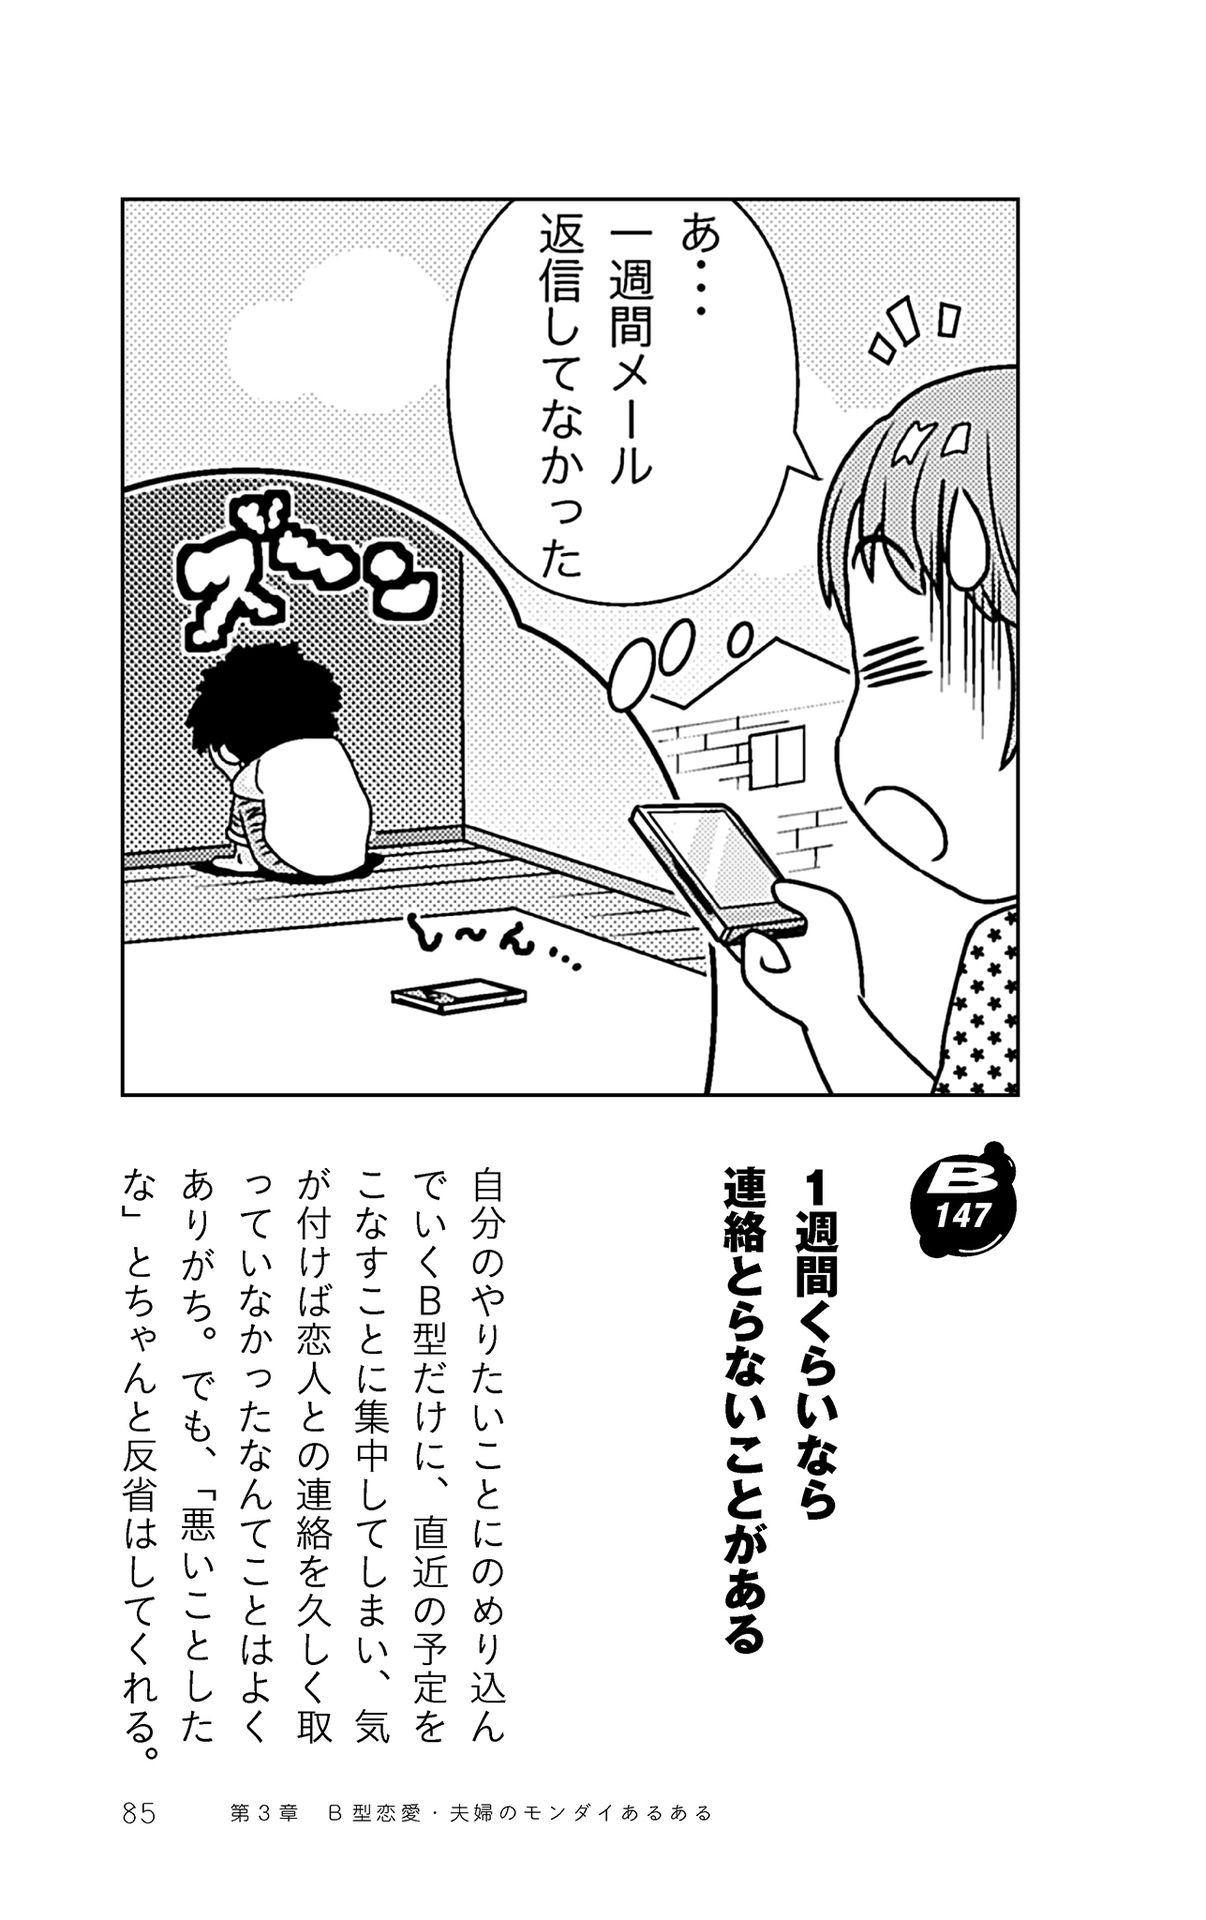 あ…
一週間メール
返信してなかった
ズーン
し～ん…
B
147
1週間くらいなら
連絡とらないことがある
自分のやりたいことにのめり込ん
でいくB型だけに、直近の予定を
こなすことに集中してしまい、気
が付けば恋人との連絡を久しく取
っていなかったなんてことはよく
ありがち。でも、「悪いことした
な」とちゃんと反省はしてくれる。
85 第3章 B型恋愛・夫婦のモンダイあるある